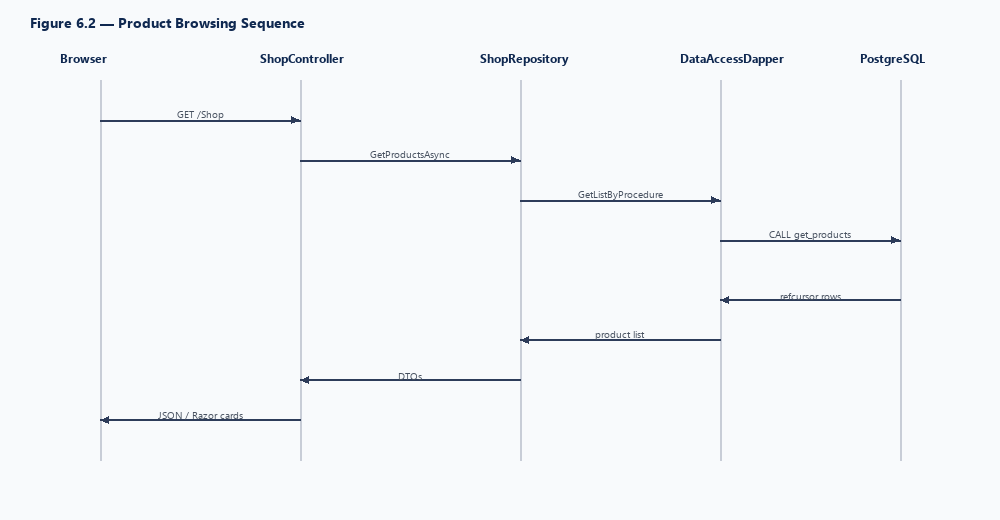 Figure 6.2 — Product Browsing Sequence
Browser
ShopController
ShopRepository
DataAccessDapper
PostgreSQL
GET /Shop
GetProductsAsync
GetListByProcedure
CALL get_products
refcursor rows
product list
DTOs
JSON / Razor cards